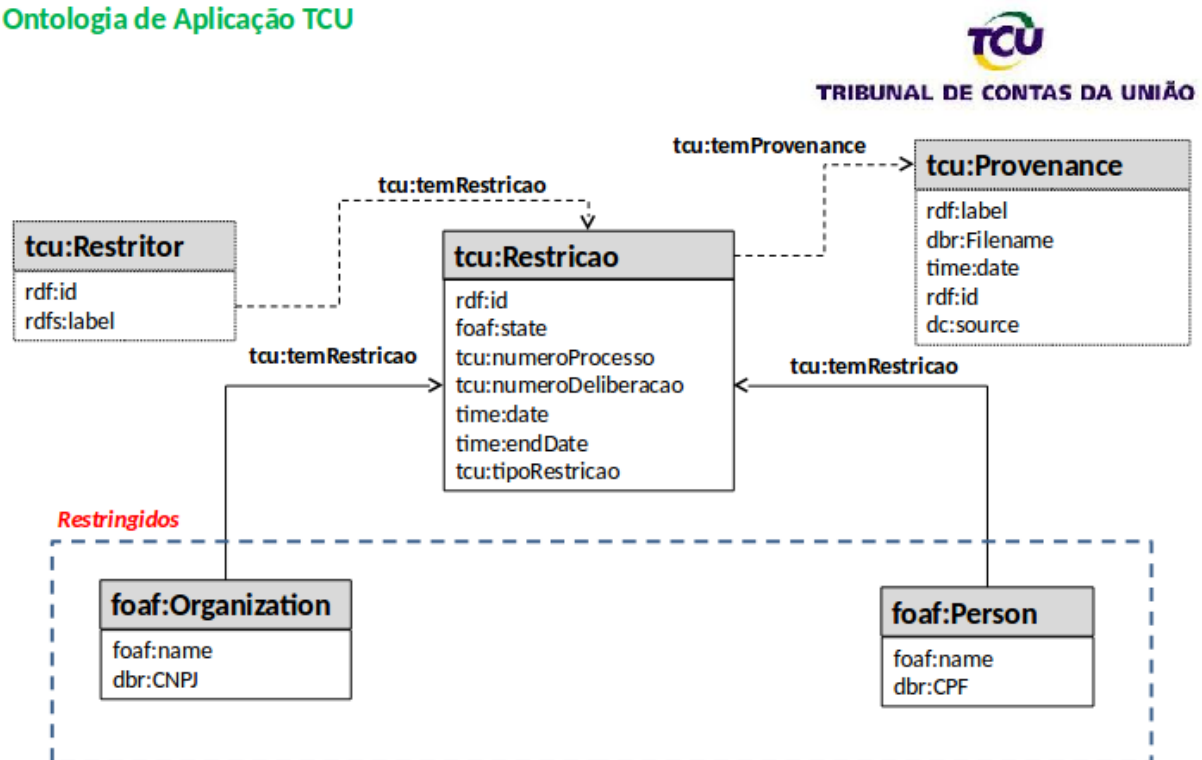 Ontologia de Aplicação TCU
TCU
TRIBUNAL DE CONTAS DA UNIÃO
tcu:temProvenance
tcu:Provenance
rdf:label
dbr:Filename
time:date
rdf:id
dc:source
tcu:temRestricao
tcu:Restritor
rdf:id
rdfs:label
tcu:Restricao
rdf:id
foaf:state
tcu:numeroProcesso
tcu:numeroDeliberacao
time:date
time:endDate
tcu:tipoRestricao
tcu:temRestricao
tcu:temRestricao
Restringidos
foaf:Organization
foaf:name
dbr:CNPJ
foaf:Person
foaf:name
dbr:CPF